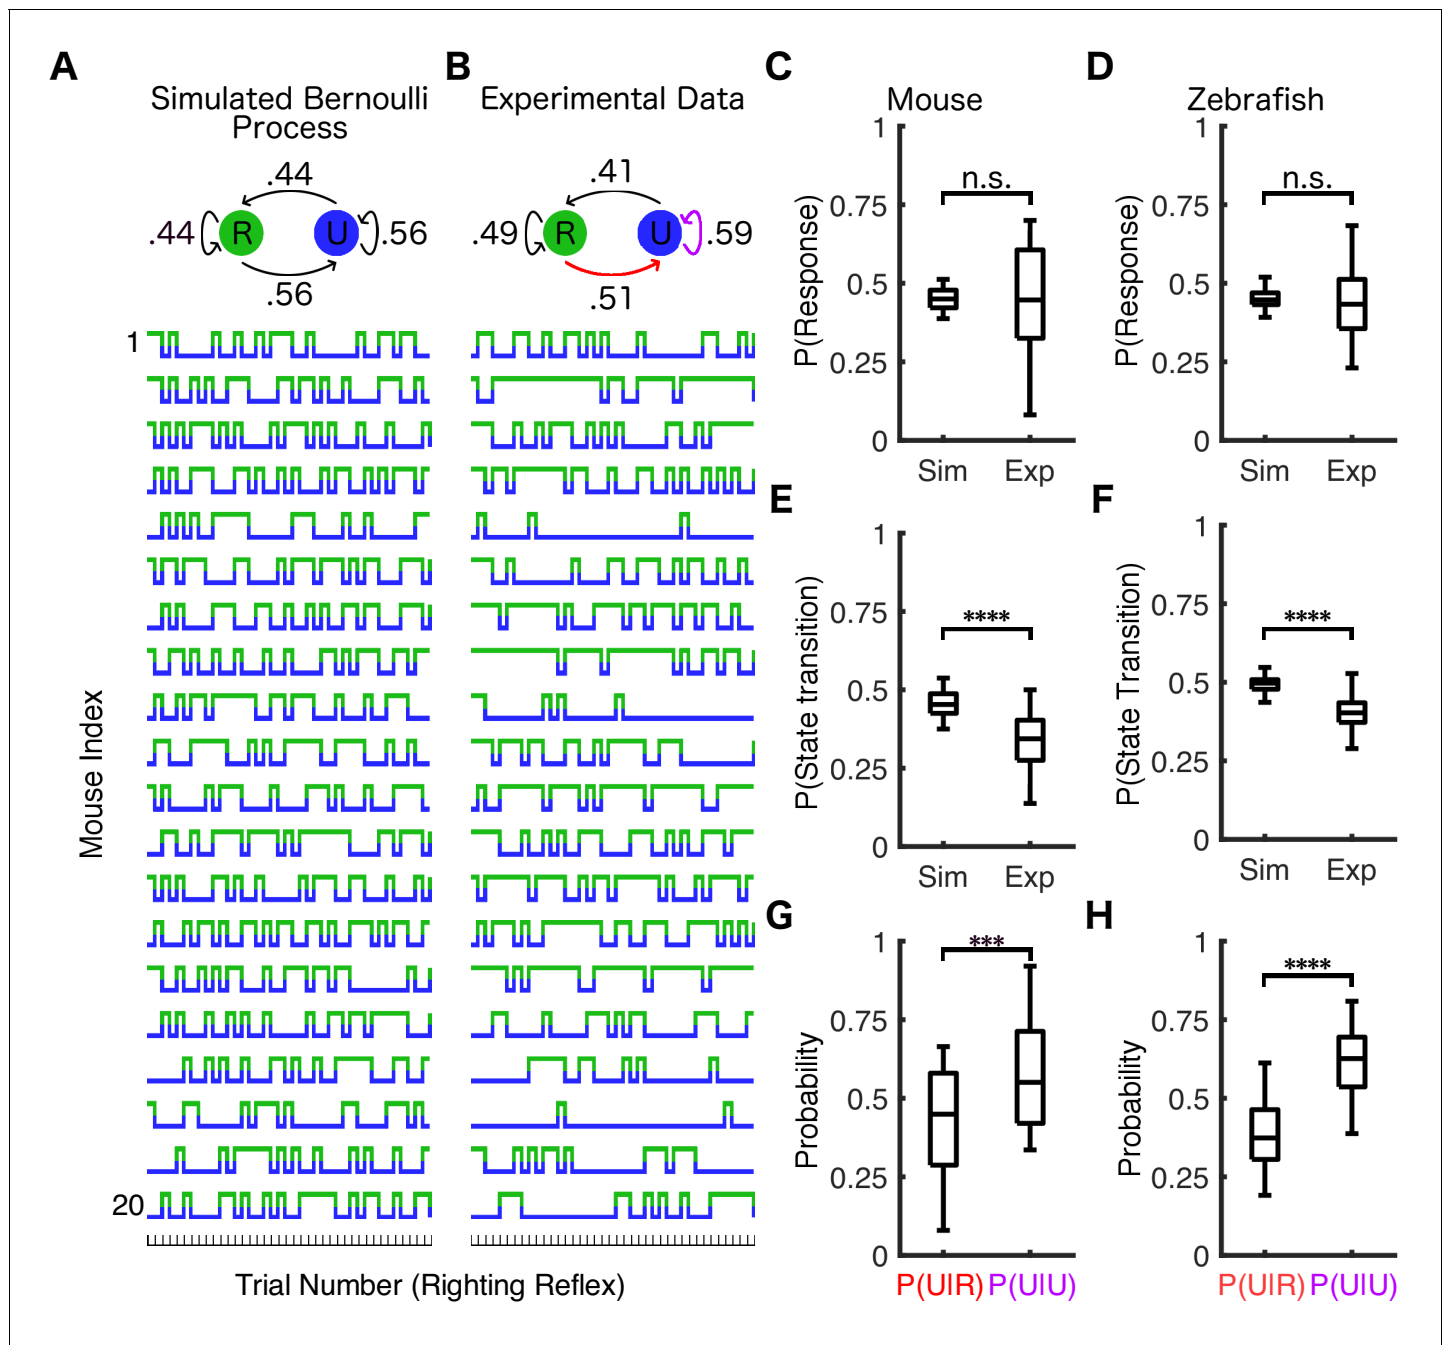 A
Simulated Bernoulli
Process
.44
.44
R
U
.56
.56
1
20
Mouse Index
B
Experimental Data
.41
.49
R
U
.59
.51
Trial Number (Righting Reflex)
C
Mouse
1
0.75
0.5
0.25
0
P(Response)
n.s.
Sim Exp
D
Zebrafish
1
0.75
0.5
0.25
0
P(Response)
n.s.
Sim Exp
E
1
0.75
0.5
0.25
0
P(State transition)
****
Sim Exp
F
1
0.75
0.5
0.25
0
P(State Transition)
****
Sim Exp
G
1
0.75
0.5
0.25
0
Probability
***
P(U|R) P(U|U)
H
1
0.75
0.5
0.25
0
Probability
****
P(U|R) P(U|U)